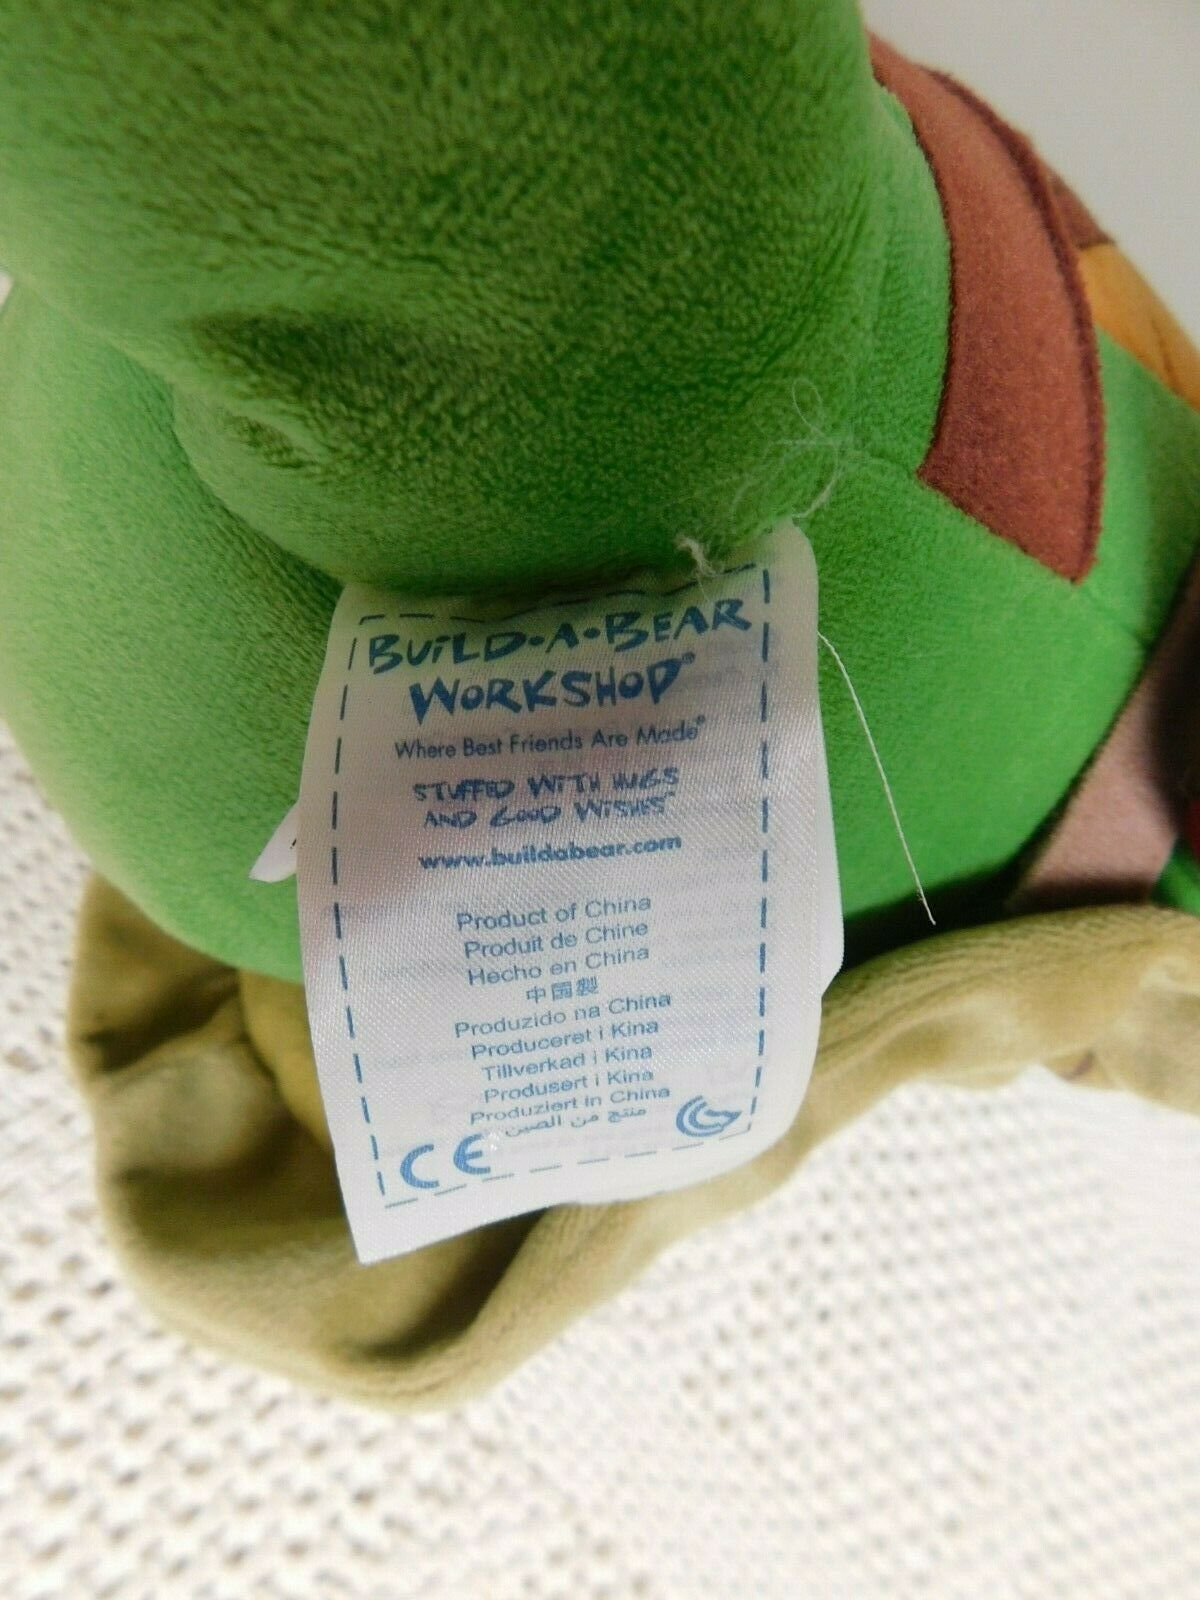 BUILD-A-BEAR
WORKSHOP®
Where Best Friends Are Made®
STUFFED WITH HUGS
AND GOOD WISHES™
www.buildabear.com
Product of China
Produit de Chine
Hecho en China
中国製
Produzido na China
Produceret i Kina
Tillverkad i Kina
Produsert i Kina
Produziert in China
منتج من الصين
CE